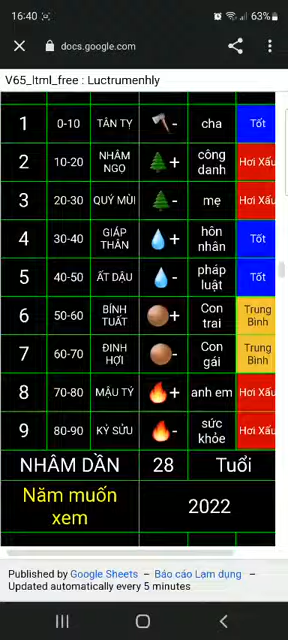 16:40 63%
docs.google.com
V65_ltml_free : Luctrumenhly
1 0-10 TÂN TỴ - cha Tốt
2 10-20 NHÂM NGỌ + công danh Hơi Xấu
3 20-30 QUÝ MÙI - mẹ Hơi Xấu
4 30-40 GIÁP THÂN + hôn nhân Tốt
5 40-50 ẤT DẬU - pháp luật Tốt
6 50-60 BÍNH TUẤT + Con trai Trung Bình
7 60-70 ĐINH HỢI - Con gái Trung Bình
8 70-80 MẬU TÝ + anh em Hơi Xấu
9 80-90 KỶ SỬU - sức khỏe Hơi Xấu
NHÂM DẦN 28 Tuổi
Năm muốn xem 2022
Published by Google Sheets – Báo cáo Lạm dụng –
Updated automatically every 5 minutes